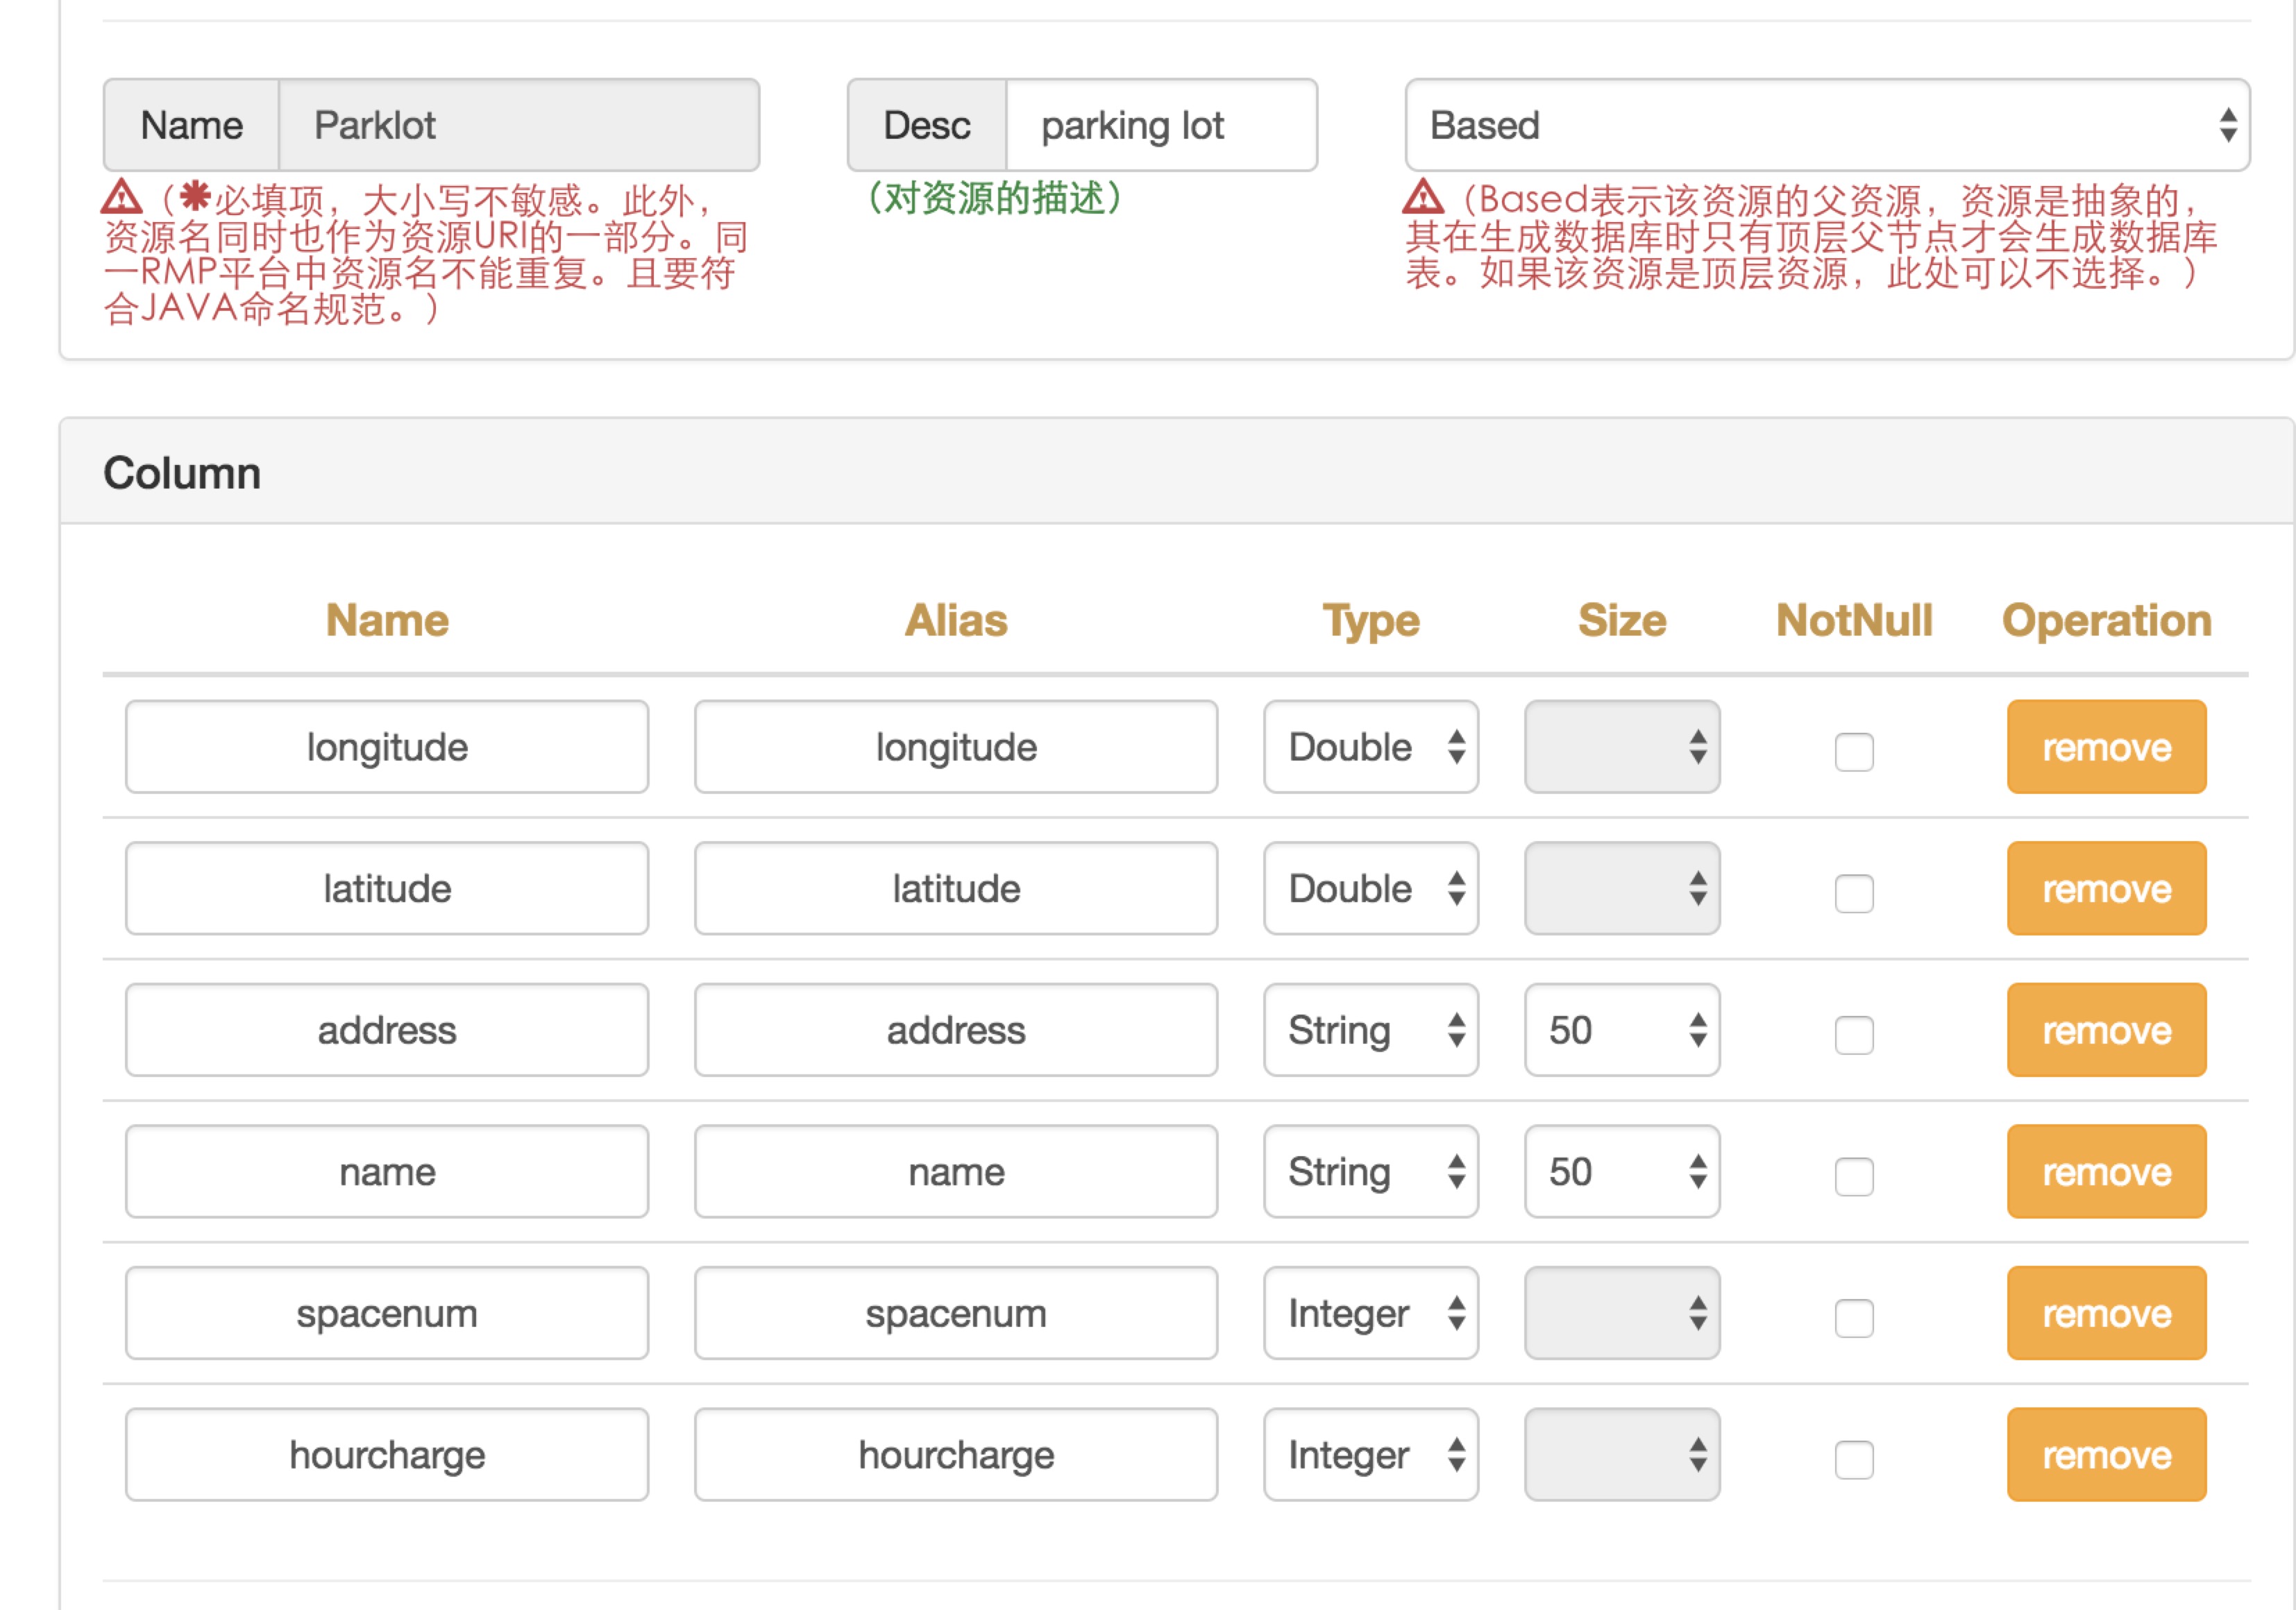 Name Parklot Desc parking lot Based
(✱必填项，大小写不敏感。此外，
资源名同时也作为资源URI的一部分。同
一RMP平台中资源名不能重复。且要符
合JAVA命名规范。)
(对资源的描述)
(Based表示该资源的父资源，资源是抽象的，
其在生成数据库时只有顶层父节点才会生成数据库
表。如果该资源是顶层资源，此处可以不选择。)
Column
Name Alias Type Size NotNull Operation
longitude longitude Double remove
latitude latitude Double remove
address address String 50 remove
name name String 50 remove
spacenum spacenum Integer remove
hourcharge hourcharge Integer remove